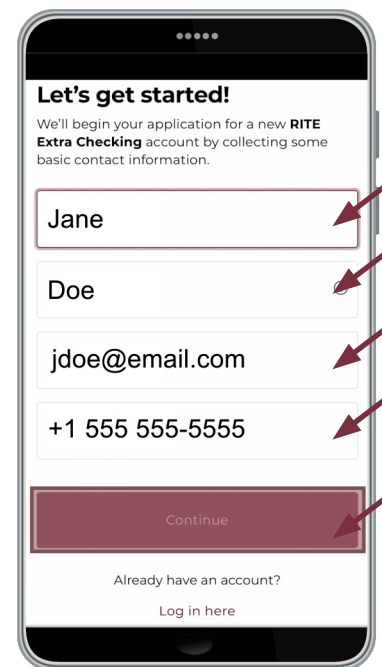 Let's get started!
We'll begin your application for a new RITE
Extra Checking account by collecting some
basic contact information.
Jane
Doe
jdoe@email.com
+1 555 555-5555
Continue
Already have an account?
Log in here